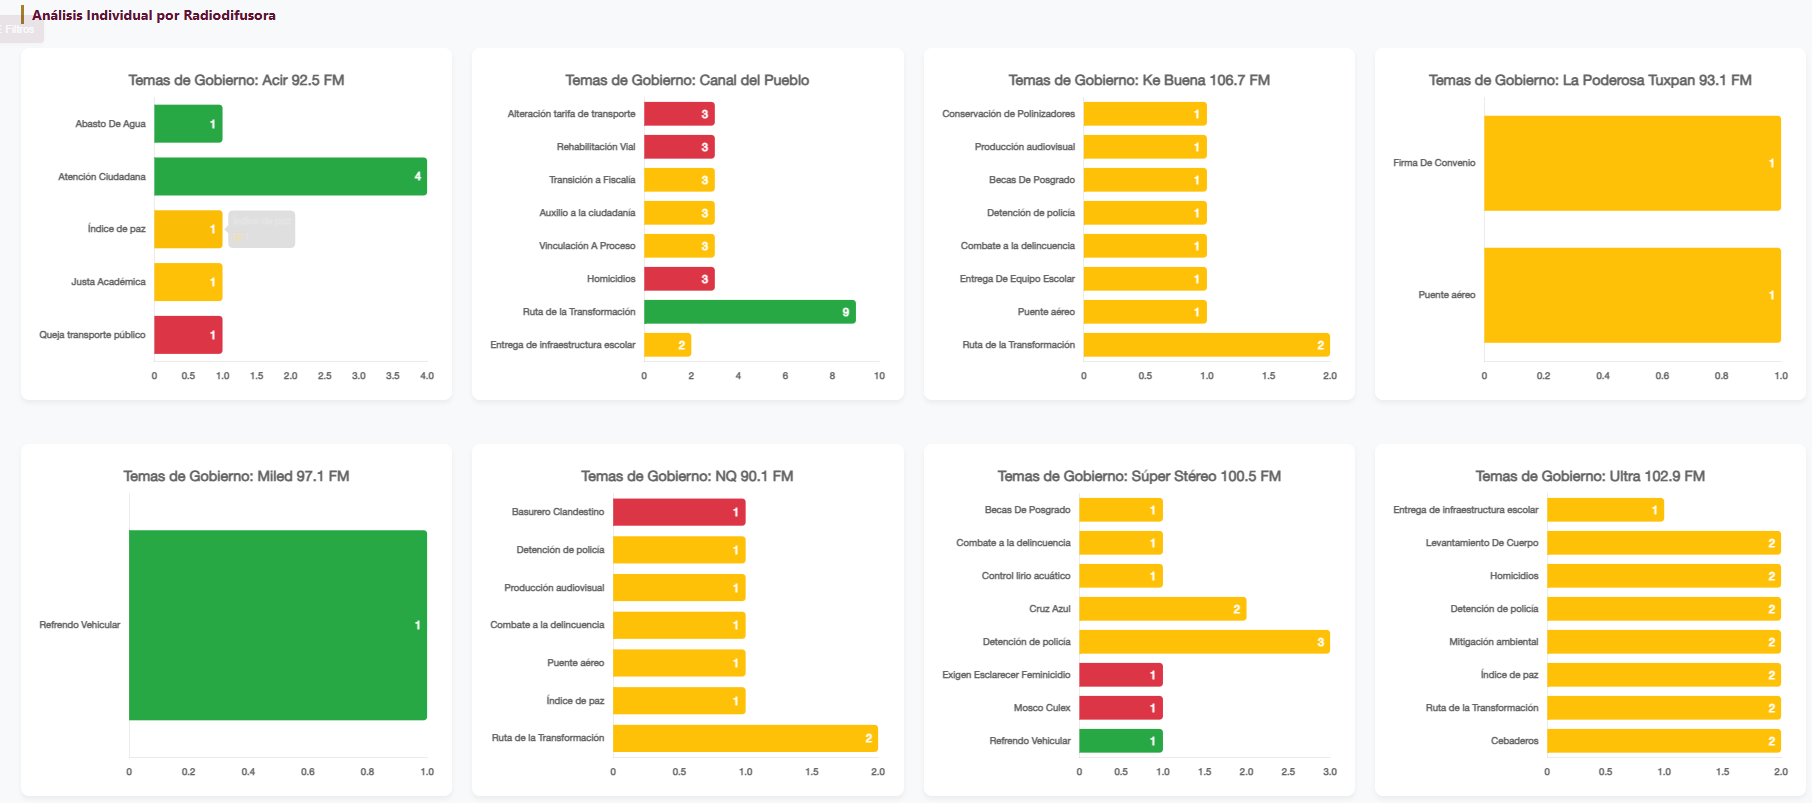 Análisis Individual por Radiodifusora
Filtros
Temas de Gobierno: Acir 92.5 FM
Abasto De Agua 1
Atención Ciudadana 4
Índice de paz 1
Justa Académica 1
Queja transporte público 1
0 0.5 1.0 1.5 2.0 2.5 3.0 3.5 4.0
Temas de Gobierno: Canal del Pueblo
Alteración tarifa de transporte 3
Rehabilitación Vial 3
Transición a Fiscalía 3
Auxilio a la ciudadanía 3
Vinculación A Proceso 3
Homicidios 3
Ruta de la Transformación 9
Entrega de infraestructura escolar 2
0 2 4 6 8 10
Temas de Gobierno: Ke Buena 106.7 FM
Conservación de Polinizadores 1
Producción audiovisual 1
Becas De Posgrado 1
Detención de policía 1
Combate a la delincuencia 1
Entrega De Equipo Escolar 1
Puente aéreo 1
Ruta de la Transformación 2
0 0.5 1.0 1.5 2.0
Temas de Gobierno: La Poderosa Tuxpan 93.1 FM
Firma De Convenio 1
Puente aéreo 1
0 0.2 0.4 0.6 0.8 1.0
Temas de Gobierno: Miled 97.1 FM
Refrendo Vehicular 1
0 0.2 0.4 0.6 0.8 1.0
Temas de Gobierno: NQ 90.1 FM
Basurero Clandestino 1
Detención de policía 1
Producción audiovisual 1
Combate a la delincuencia 1
Puente aéreo 1
Índice de paz 1
Ruta de la Transformación 2
0 0.5 1.0 1.5 2.0
Temas de Gobierno: Súper Stéreo 100.5 FM
Becas De Posgrado 1
Combate a la delincuencia 1
Control lirio acuático 1
Cruz Azul 2
Detención de policía 3
Exigen Esclarecer Feminicidio 1
Mosco Culex 1
Refrendo Vehicular 1
0 0.5 1.0 1.5 2.0 2.5 3.0
Temas de Gobierno: Ultra 102.9 FM
Entrega de infraestructura escolar 1
Levantamiento De Cuerpo 2
Homicidios 2
Detención de policía 2
Mitigación ambiental 2
Índice de paz 2
Ruta de la Transformación 2
Cebaderos 2
0 0.5 1.0 1.5 2.0